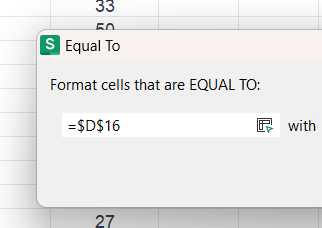 33
50
S Equal To
Format cells that are EQUAL TO:
=$D$16 with
27